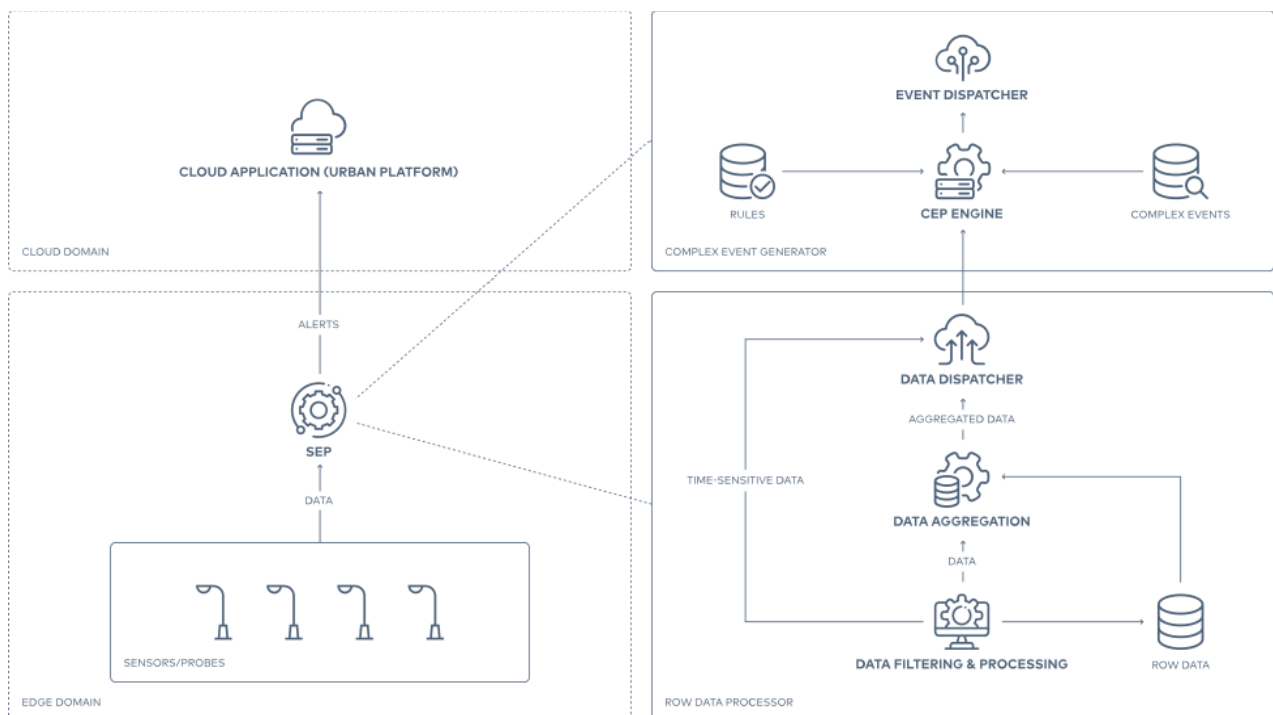 CLOUD APPLICATION (URBAN PLATFORM)
CLOUD DOMAIN
ALERTS
SEP
DATA
SENSORS/PROBES
EDGE DOMAIN
EVENT DISPATCHER
RULES
CEP ENGINE
COMPLEX EVENTS
COMPLEX EVENT GENERATOR
DATA DISPATCHER
AGGREGATED DATA
TIME-SENSITIVE DATA
DATA AGGREGATION
DATA
DATA FILTERING & PROCESSING
ROW DATA
ROW DATA PROCESSOR